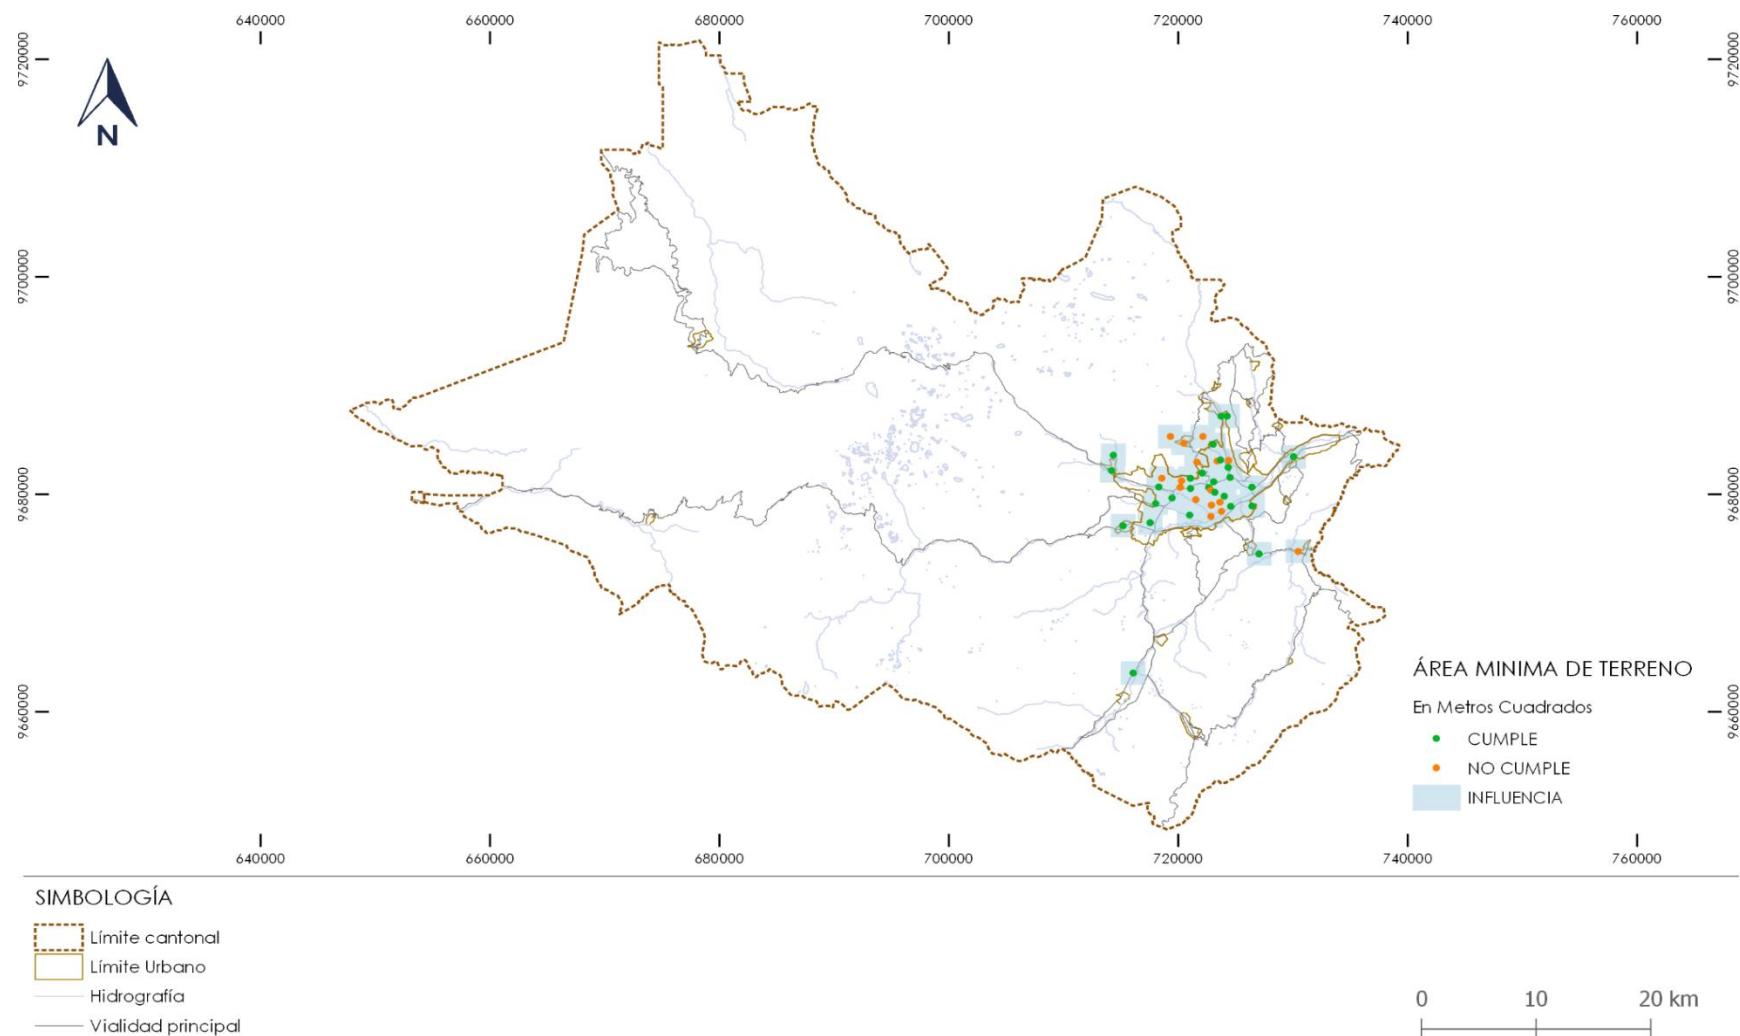 640000 660000 680000 700000 720000 740000 760000
9720000 9720000
N
9700000 9700000
9680000 9680000
9660000 9660000
ÁREA MINIMA DE TERRENO
En Metros Cuadrados
CUMPLE
NO CUMPLE
INFLUENCIA
640000 660000 680000 700000 720000 740000 760000
SIMBOLOGÍA
Límite cantonal
Límite Urbano
Hidrografía
Vialidad principal
0 10 20 km